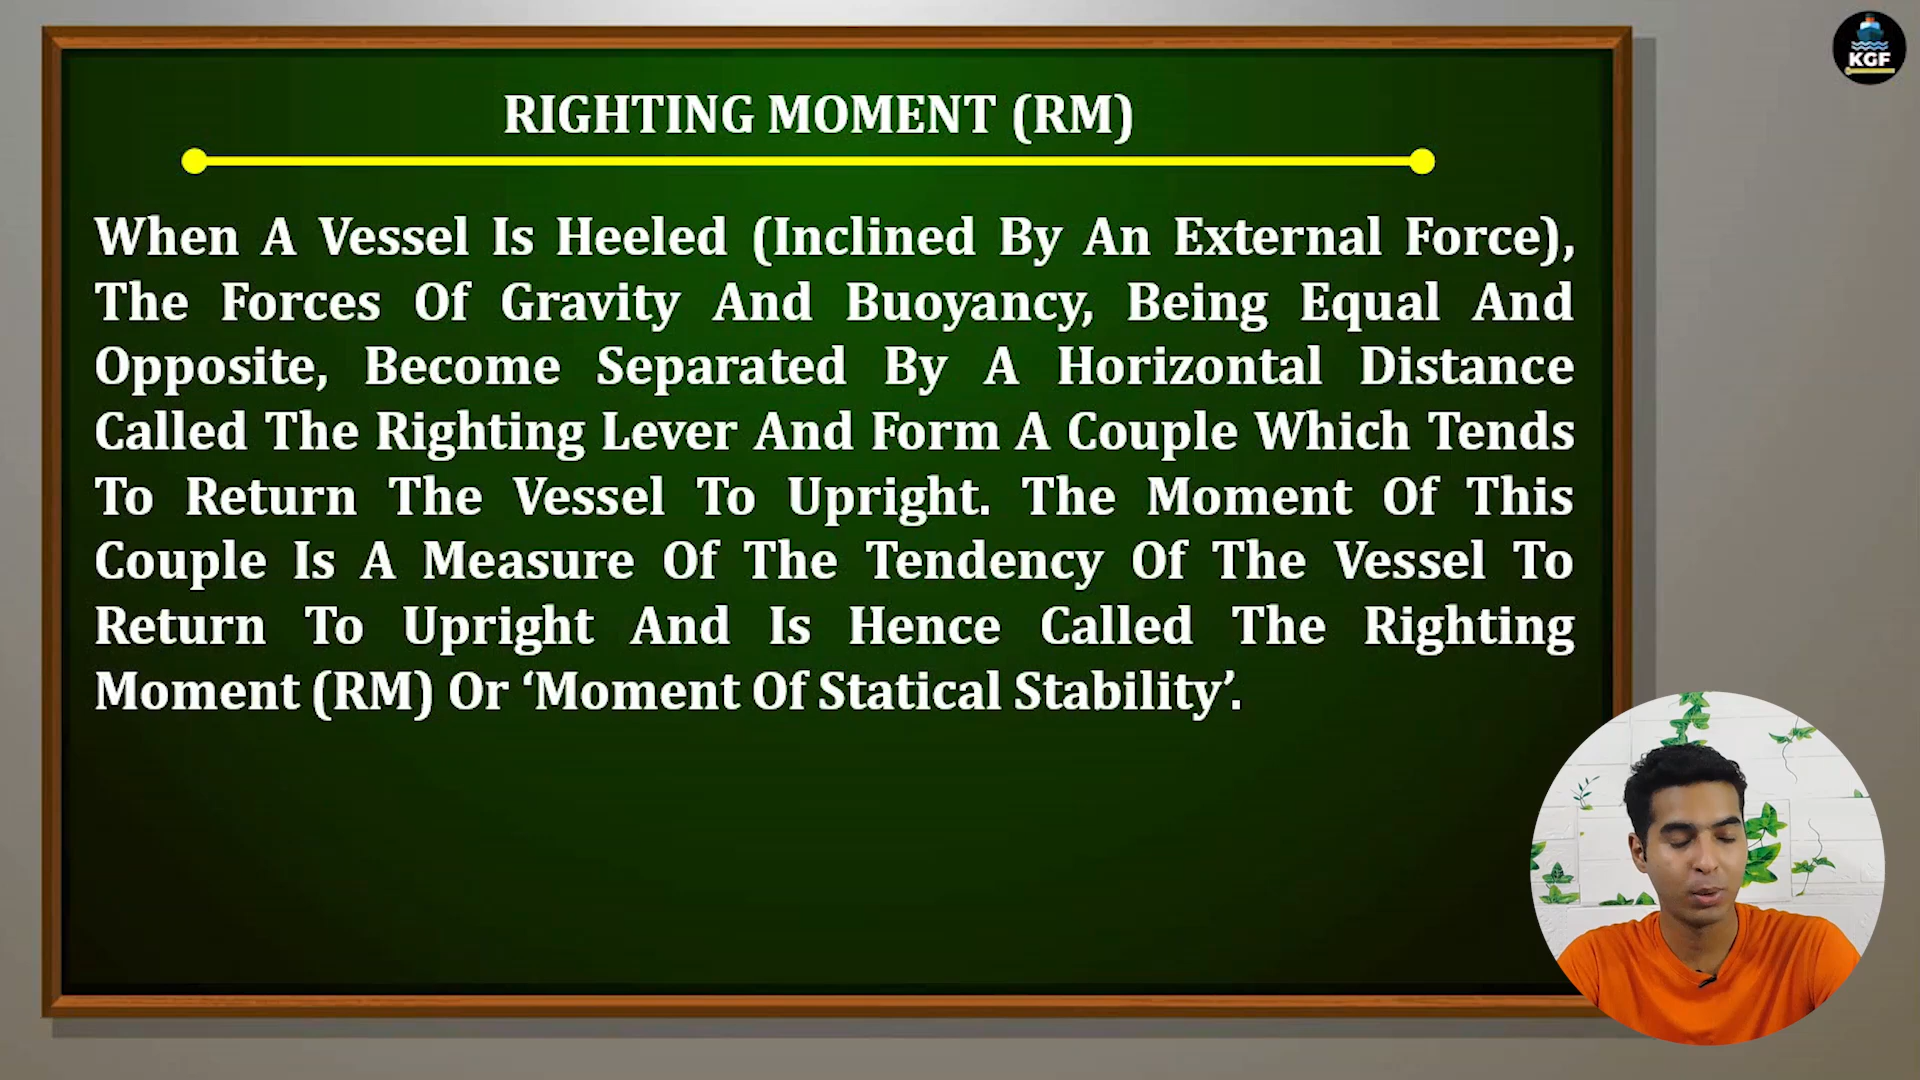 KGF
RIGHTING MOMENT (RM)
When A Vessel Is Heeled (Inclined By An External Force),
The Forces Of Gravity And Buoyancy, Being Equal And
Opposite, Become Separated By A Horizontal Distance
Called The Righting Lever And Form A Couple Which Tends
To Return The Vessel To Upright. The Moment Of This
Couple Is A Measure Of The Tendency Of The Vessel To
Return To Upright And Is Hence Called The Righting
Moment (RM) Or ‘Moment Of Statical Stability’.